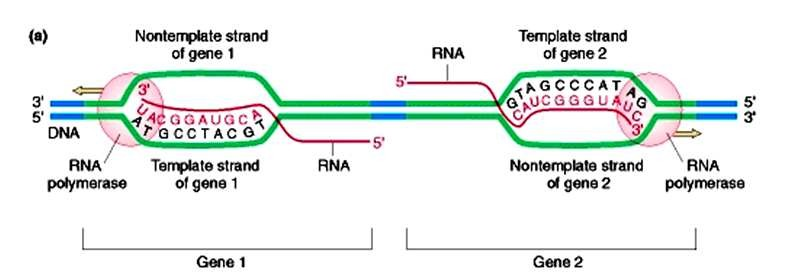 (a)
Nontemplate strand
of gene 1
RNA
Template strand
of gene 2
3'
5'
3'
5'
DNA
UACGGAUGCA
ATGCCTACGT
5'
GTAGCCCATAG
CAUCGGGUAUC
3'
5'
3'
RNA
polymerase
Template strand
of gene 1
RNA
Nontemplate strand
of gene 2
RNA
polymerase
Gene 1
Gene 2